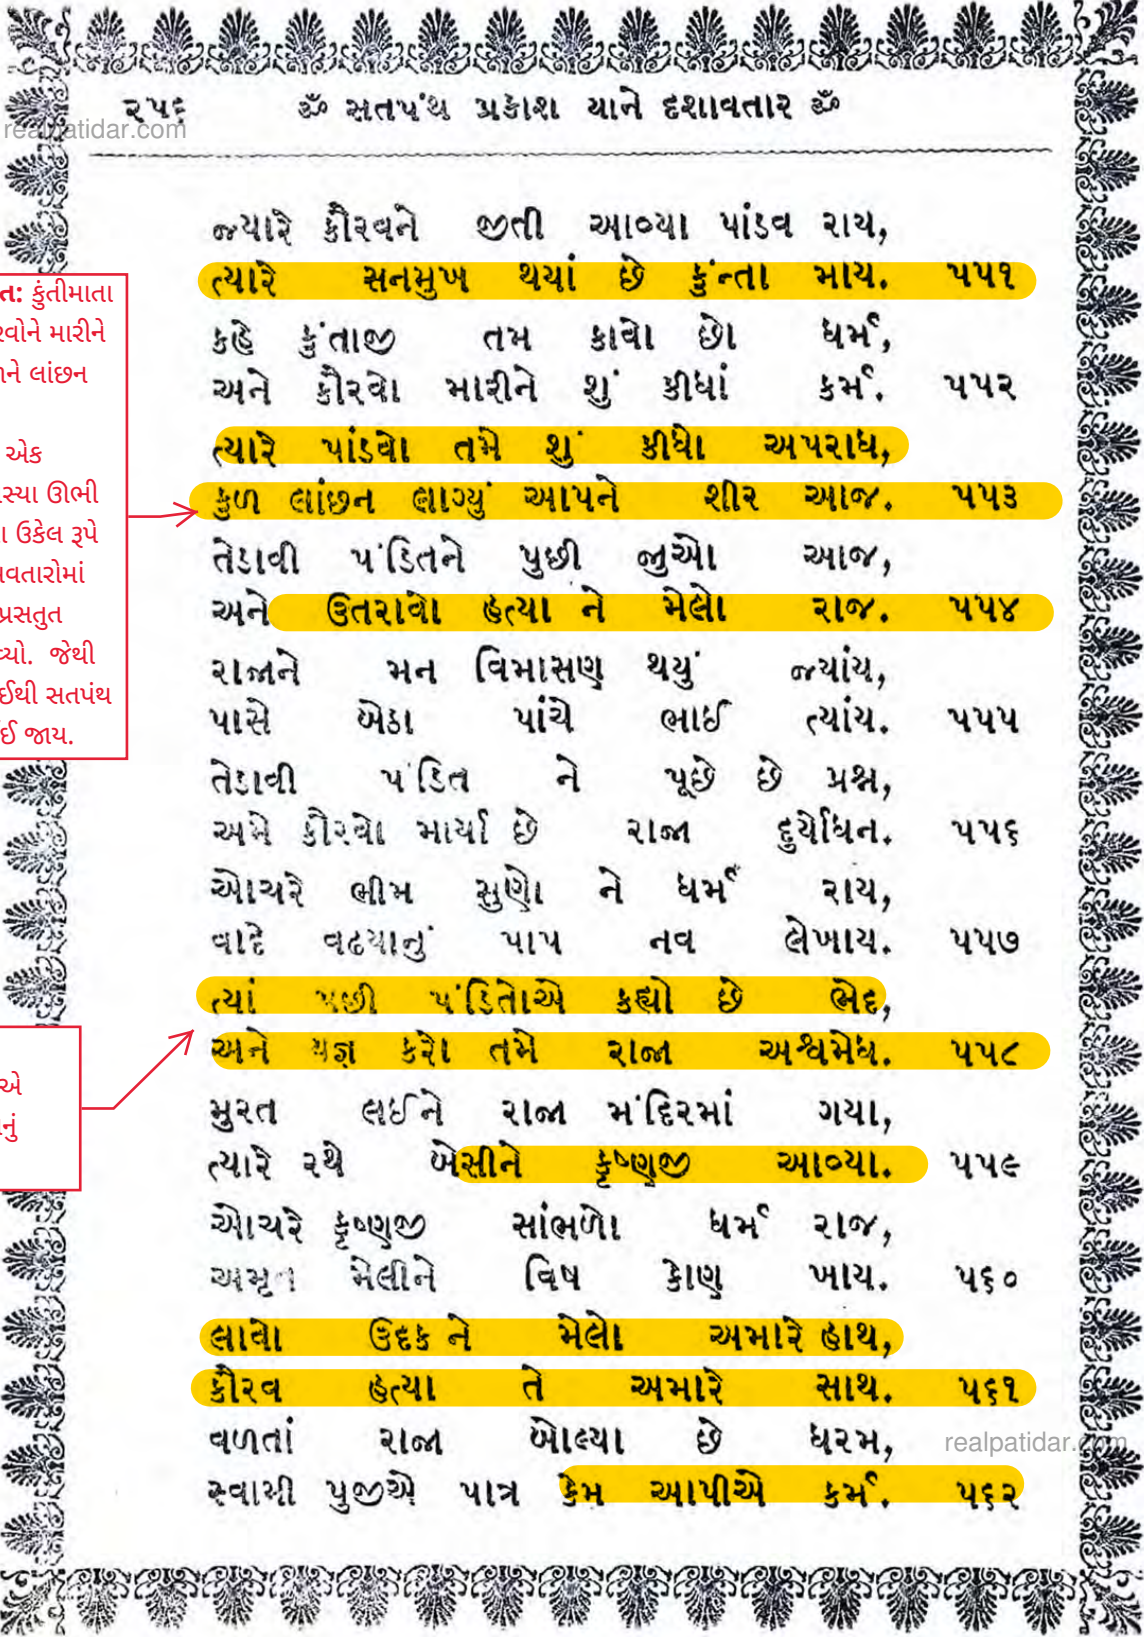 ૨૫૬ ૐ સતપંથ પ્રકાશ યાને દશાવતાર ૐ
realpatidar.com
જ્યારે કૌરવને જીતી આવ્યા પાંડવ રાય,
ત્યારે સનમુખ થયાં છે કુંન્તા માય. ૫૫૧
કહે કુંતાજી તમ કાવો છો ધર્મ,
અને કૌરવો મારીને શું કીધાં કર્મ. ૫૫૨
ત્યારે પાંડવો તમે શું કીધો અપરાધ,
કુળ લાંછન લાગ્યું આપને શીર આજ. ૫૫૩
તેડાવી પંડિતને પુછી જુઓ આજ,
અને ઉતરાવો હત્યા ને મેલો રાજ. ૫૫૪
રાજાને મન વિમાસણ થયું જ્યાંય,
પાસે બેઠા પાંચે ભાઈ ત્યાંય. ૫૫૫
તેડાવી પંડિત ને પૂછે છે પ્રશ્ન,
અમે કૌરવો માર્યા છે રાજા દુર્યોધન. ૫૫૬
ઓચરે ભીમ સુણો ને ધર્મ રાય,
વાદે વઢયાનું પાપ નવ લેખાય. ૫૫૭
ત્યાં પછી પંડિતોએ કહ્યો છે ભેદ,
અને યજ્ઞ કરો તમે રાજા અશ્વમેધ. ૫૫૮
મુરત લઈને રાજા મંદિરમાં ગયા,
ત્યારે રથે બેસીને કૃષ્ણજી આવ્યા. ૫૫૯
ઓચરે કૃષ્ણજી સાંભળો ધર્મ રાજ,
અમૃત મેલીને વિષ કોણ ખાય. ૫૬૦
લાવો ઉદક ને મેલો અમારે હાથ,
કૌરવ હત્યા તે અમારે સાથ. ૫૬૧
વળતાં રાજા બોલ્યા છે ધરમ,
realpatidar.com
સ્વામી પુજીએ પાત્ર કેમ આપીએ કર્મ. ૫૬૨
ત: કુંતીમાતા
રવોને મારીને
ને લાંછન
એક
સ્યા ઊભી
ા ઉકેલ રૂપે
વતારોમાં
પ્રસતુત
વ્યો. જેથી
ઈથી સતપંથ
ઈ જાય.
એ
નું